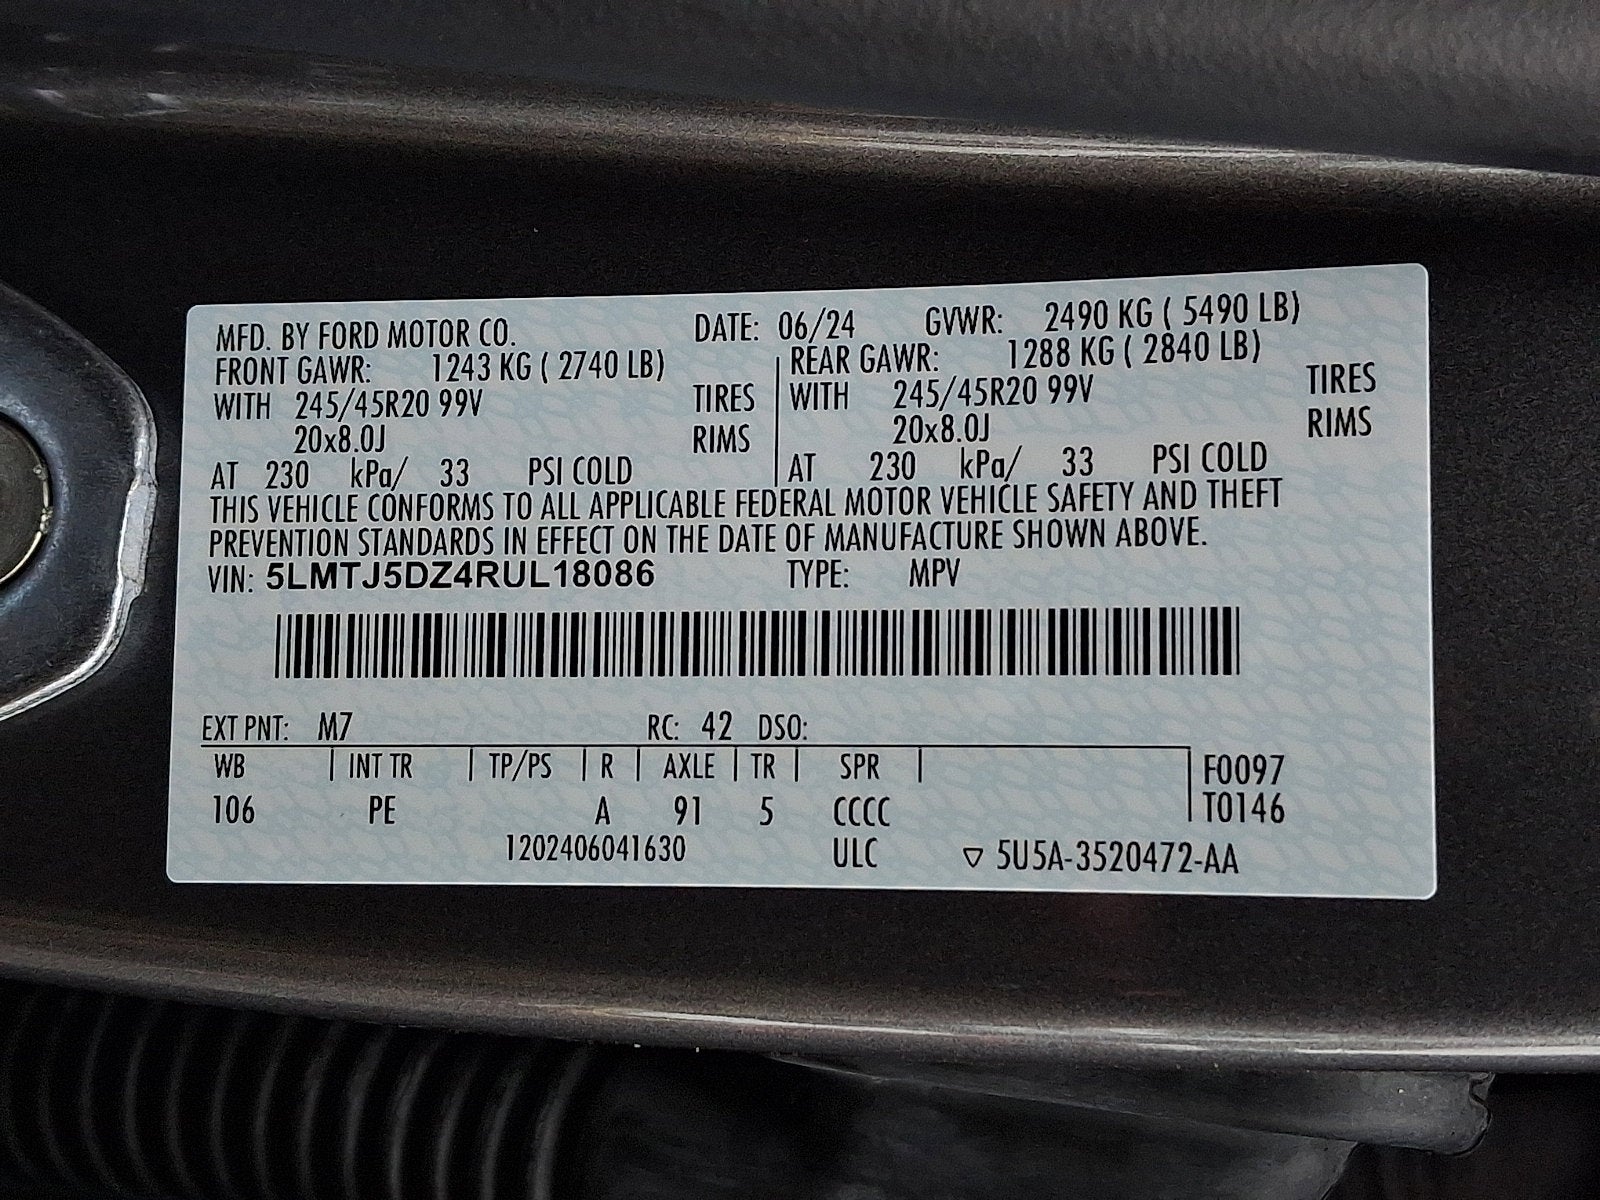 MFD. BY FORD MOTOR CO. DATE: 06/24 GVWR: 2490 KG ( 5490 LB)
FRONT GAWR: 1243 KG ( 2740 LB) REAR GAWR: 1288 KG ( 2840 LB)
WITH 245/45R20 99V TIRES WITH 245/45R20 99V TIRES
20x8.0J RIMS 20x8.0J RIMS
AT 230 kPa/ 33 PSI COLD AT 230 kPa/ 33 PSI COLD
THIS VEHICLE CONFORMS TO ALL APPLICABLE FEDERAL MOTOR VEHICLE SAFETY AND THEFT
PREVENTION STANDARDS IN EFFECT ON THE DATE OF MANUFACTURE SHOWN ABOVE.
VIN: 5LMTJ5DZ4RUL18086 TYPE: MPV
EXT PNT: M7 RC: 42 DSO:
WB INT TR TP/PS R AXLE TR SPR F0097
106 PE A 91 5 CCCC T0146
1202406041630 ULC ▽ 5U5A-3520472-AA